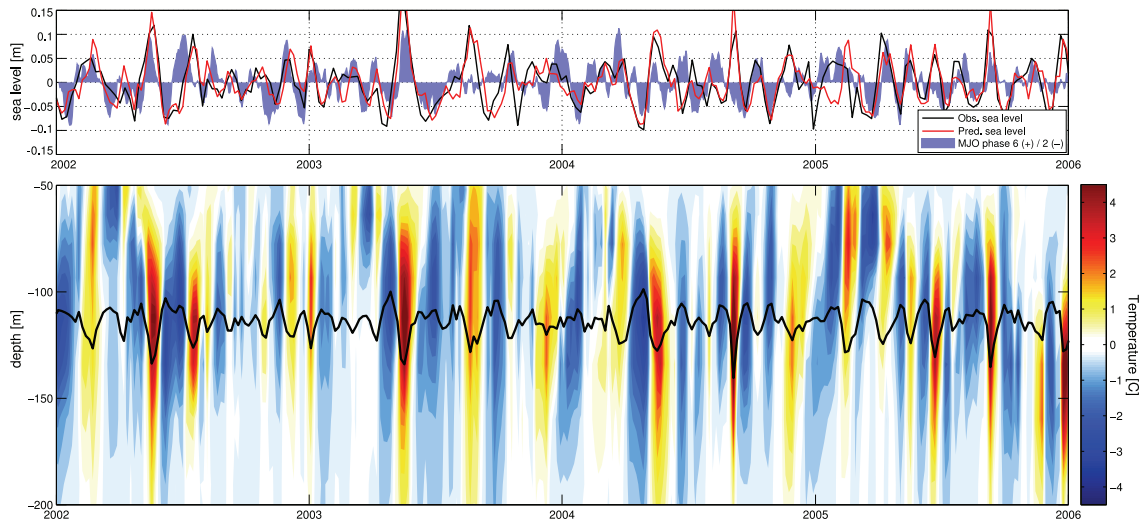 0.15
0.1
0.05
0
−0.05
−0.1
−0.15
sea level [m]
Obs. sea level
Pred. sea level
MJO phase 6 (+) / 2 (−)
2002 2003 2004 2005 2006
−50
−100
−150
−200
depth [m]
2002 2003 2004 2005 2006
4
3
2
1
0
−1
−2
−3
−4
Temperature [C]